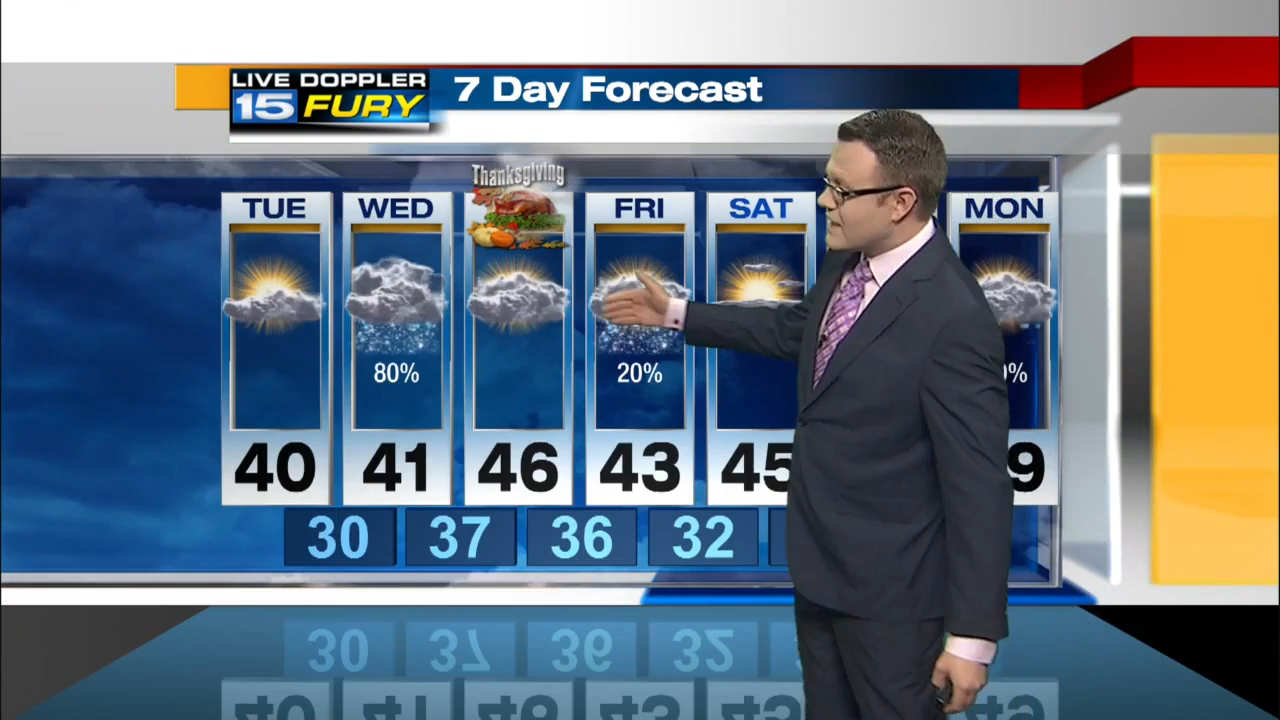 LIVE DOPPLER
15 FURY
7 Day Forecast
Thanksgiving
TUE WED FRI SAT MON
80% 20% %
40 41 46 43 45 9
30 37 36 32